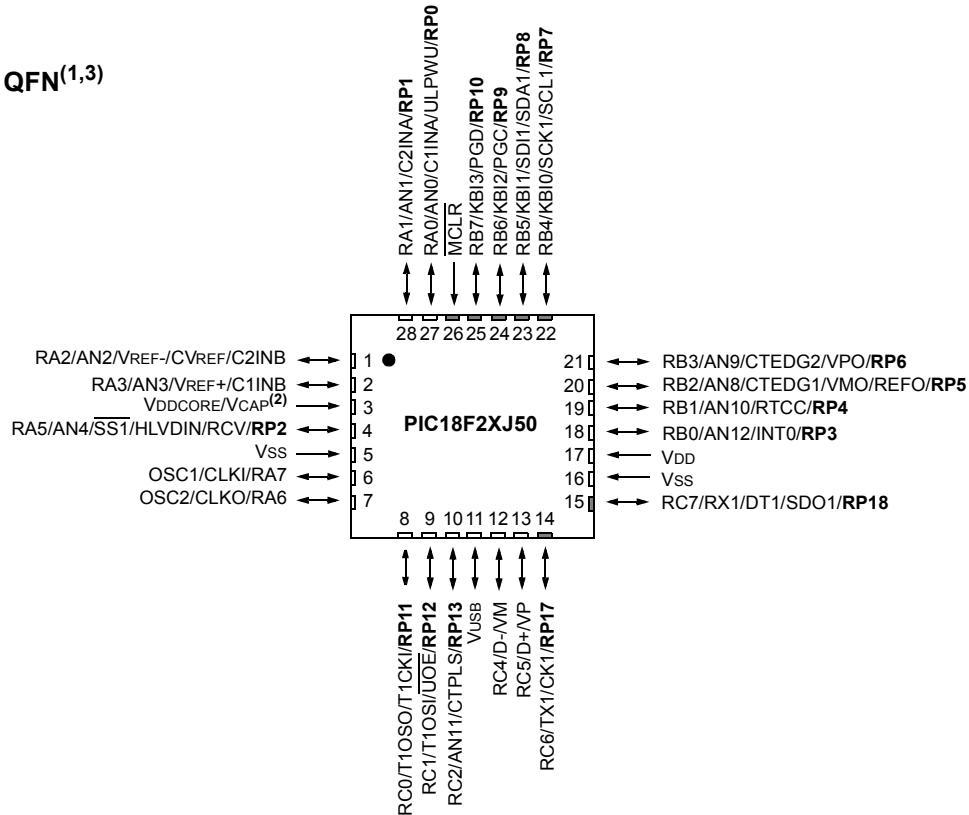 QFN(1,3)
RA1/AN1/C2INA/RP1
RA0/AN0/C1INA/ULPWU/RP0
MCLR
RB7/KBI3/PGD/RP10
RB6/KBI2/PGC/RP9
RB5/KBI1/SDI1/SDA1/RP8
RB4/KBI0/SCK1/SCL1/RP7
28 27 26 25 24 23 22
RA2/AN2/VREF-/CVREF/C2INB 1
RA3/AN3/VREF+/C1INB 2
VDDCORE/VCAP(2) 3
RA5/AN4/SS1/HLVDIN/RCV/RP2 4
VSS 5
OSC1/CLKI/RA7 6
OSC2/CLKO/RA6 7
PIC18F2XJ50
21 RB3/AN9/CTEDG2/VPO/RP6
20 RB2/AN8/CTEDG1/VMO/REFO/RP5
19 RB1/AN10/RTCC/RP4
18 RB0/AN12/INT0/RP3
17 VDD
16 VSS
15 RC7/RX1/DT1/SDO1/RP18
8 9 10 11 12 13 14
RC0/T1OSO/T1CKI/RP11
RC1/T1OSI/UOE/RP12
RC2/AN11/CTPLS/RP13
VUSB
RC4/D-/VM
RC5/D+/VP
RC6/TX1/CK1/RP17